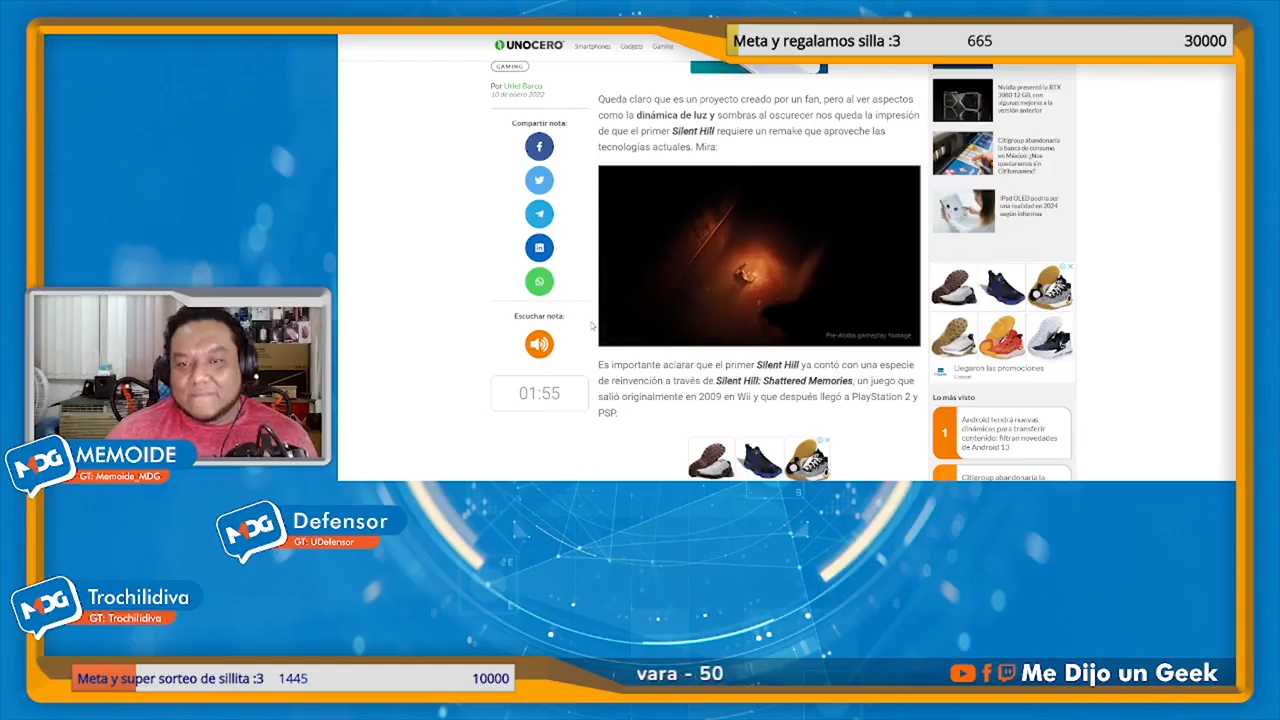 Meta y regalamos silla :3 665 30000
UNOCERO Smartphones Gadgets Gaming
GAMING
Por Uriel Barco
10 de enero 2022
Compartir nota:
Escuchar nota:
01:55
Queda claro que es un proyecto creado por un fan, pero al ver aspectos
como la dinámica de luz y sombras al oscurecer nos queda la impresión
de que el primer Silent Hill requiere un remake que aproveche las
tecnologías actuales. Mira:
Pre-Alpha gameplay footage
Es importante aclarar que el primer Silent Hill ya contó con una especie
de reinvención a través de Silent Hill: Shattered Memories, un juego que
salió originalmente en 2009 en Wii y que después llegó a PlayStation 2 y
PSP.
Nvidia presentó la RTX
3080 12 GB, con
algunas mejoras a la
versión anterior
Citigroup abandonaría
la banca de consumo
en México: ¿Nos
quedaremos sin
Citibanamex?
iPad OLED podría ser
una realidad en 2024
según informes
Llegaron las promociones
Lo más visto
1
Android tendrá nuevas
dinámicas para transferir
contenido: filtran novedades
de Android 13
Citigroup abandonaría la
MDG MEMOIDE
GT: Memoide_MDG
MDG Defensor
GT: UDefensor
MDG Trochilidiva
GT: Trochilidiva
Meta y super sorteo de sillita :3 1445 10000
vara - 50
Me Dijo un Geek